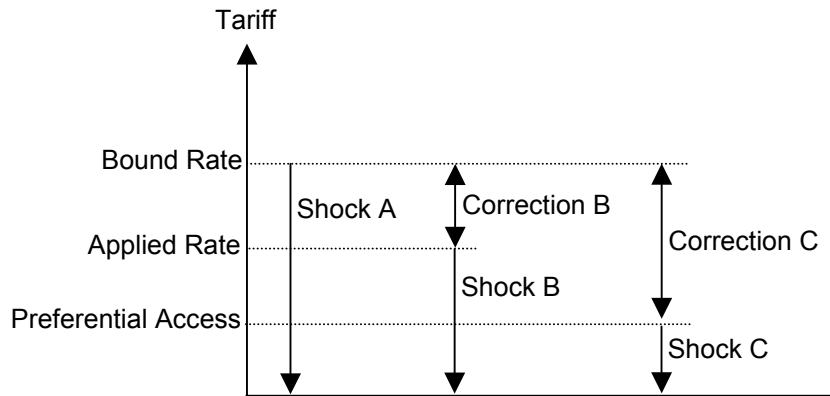 Tariff
Bound Rate
Shock A
Correction B
Applied Rate
Correction C
Shock B
Preferential Access
Shock C